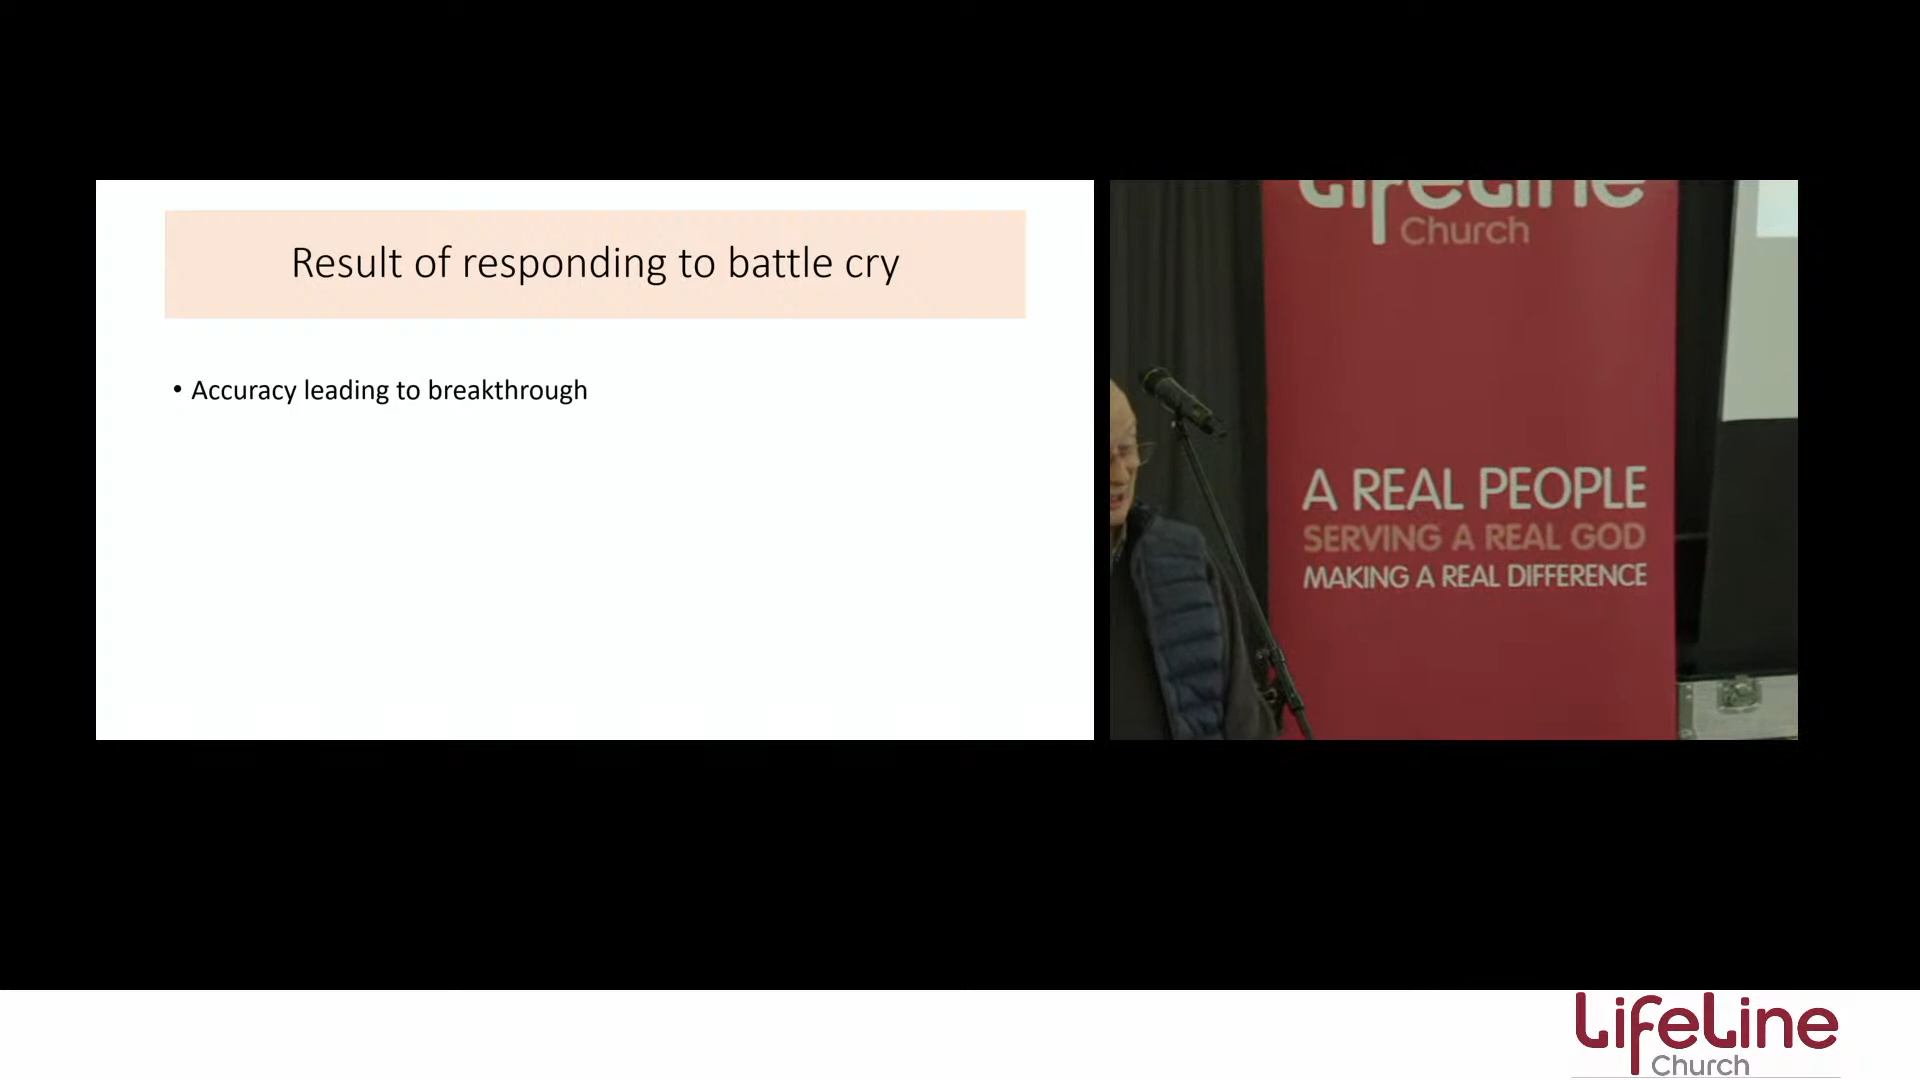 Result of responding to battle cry
• Accuracy leading to breakthrough
LifeLine
Church
A REAL PEOPLE
SERVING A REAL GOD
MAKING A REAL DIFFERENCE
LifeLine
Church